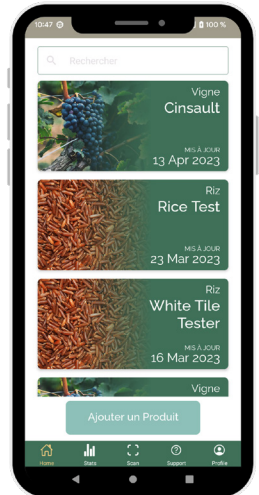 10:47
100 %
Rechercher
Vigne
Cinsault
MIS À JOUR
13 Apr 2023
Riz
Rice Test
MIS À JOUR
23 Mar 2023
Riz
White Tile
Tester
MIS À JOUR
16 Mar 2023
Vigne
Ajouter un Produit
Home Stats Scan Support Profile